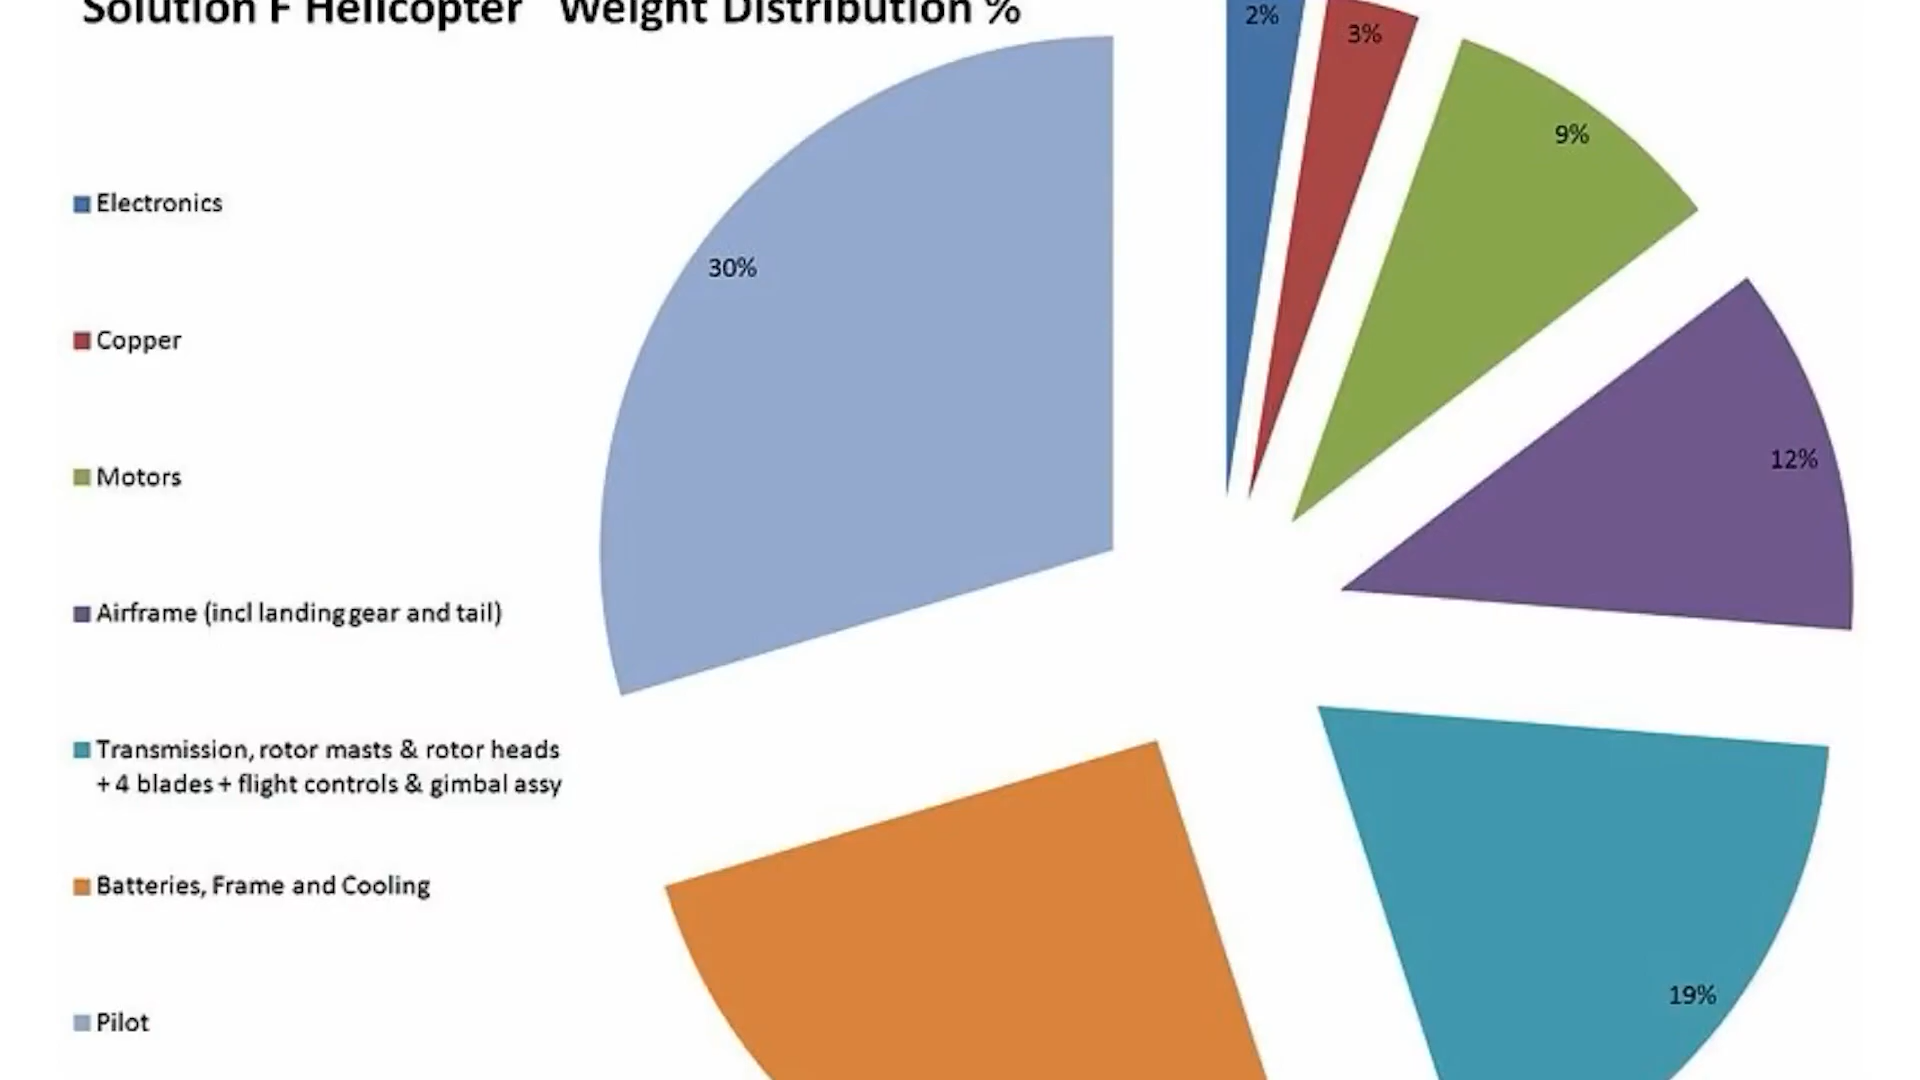 Solution F Helicopter Weight Distribution %
2%
3%
9%
12%
19%
30%
Electronics
Copper
Motors
Airframe (incl landing gear and tail)
Transmission, rotor masts & rotor heads
+ 4 blades + flight controls & gimbal assy
Batteries, Frame and Cooling
Pilot